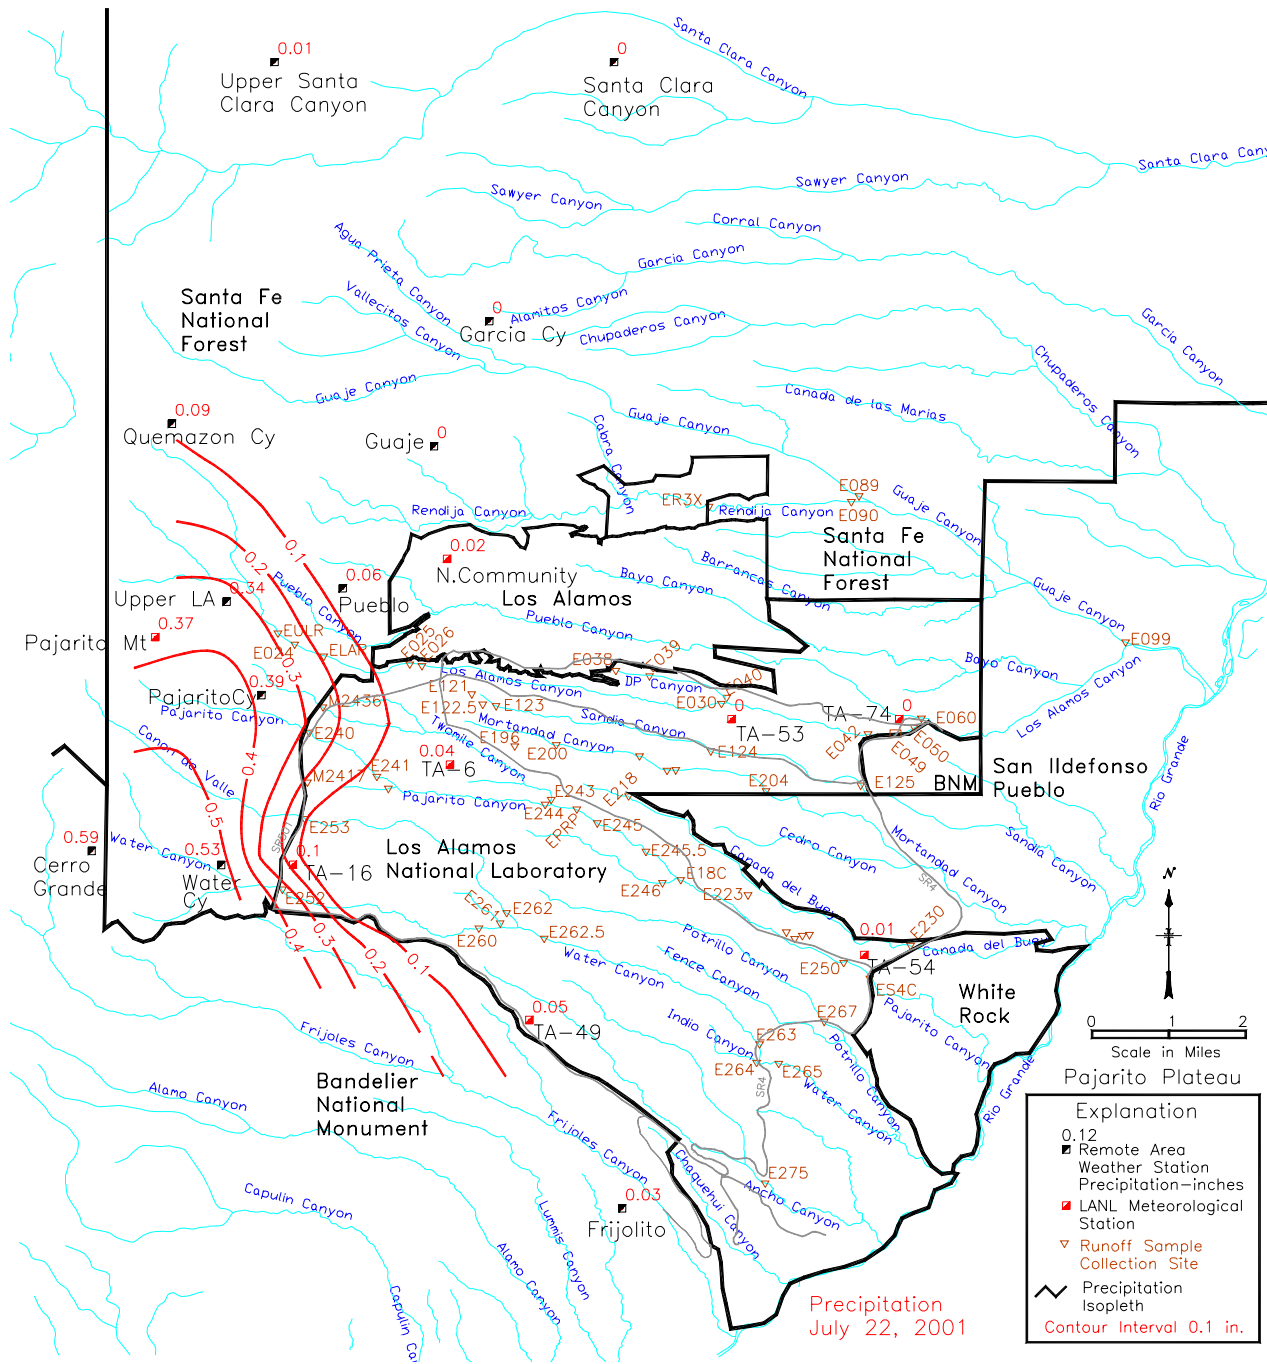 Santa Clara Canyon
0.01
Upper Santa
Clara Canyon
0
Santa Clara
Canyon
Santa Clara Cany
Sawyer Canyon
Sawyer Canyon
Corral Canyon
Agua Prieta Canyon
Garcia Canyon
Vallecitos Canyon
Alamitos Canyon
0
Garcia Cy
Chupaderos Canyon
Garcia Canyon
Chupaderos Canyon
Santa Fe
National
Forest
Guaje Canyon
Canada de las Marias
0.09
Quemazon Cy
Guaje
0
Cabra Canyon
Guaje Canyon
ER3X
E089
E090
Guaje Canyon
Rendija Canyon
Rendija Canyon
Santa Fe
National
Forest
0.1
0.2
0.02
N.Community
Los Alamos
Barrancas Canyon
Bayo Canyon
0.34
Upper LA
Pueblo Canyon
0.06
Pueblo
Guaje Canyon
Pueblo Canyon
0.37
Pajarito Mt
EULR
E024
ELAP
E025
E026
E038
E039
E099
Bayo Canyon
Los Alamos Canyon
0.3
0.39
PajaritoCy
Los Alamos Canyon
DP Canyon
E040
E030
0
TA-53
TA-74
0
E060
E121
E122.5
E123
M2436
Pajarito Canyon
E240
Sandia Canyon
Mortandad Canyon
Twomile Canyon
E196
E200
E124
E042
E050
E049
Los Alamos Canyon
Rio Grande
Canon de Valle
0.4
0.04
TA-6
M2417
E241
E204
E125
BNM
San Ildefonso
Pueblo
Pajarito Canyon
E243
E244
EPRP
E218
E245
0.5
E253
SR501
Los Alamos
National Laboratory
Cedro Canyon
Mortandad Canyon
Sandia Canyon
0.59
Cerro
Grande
Water Canyon
0.53
Water
Cy
0.1
TA-16
E252
E245.5
E246
E18C
E223
Canada del Buey
SR4
E261
E262
E260
E262.5
0.4
0.3
0.2
0.1
0.01
TA-54
E230
Canada del Buey
E250
ES4C
Potrillo Canyon
Fence Canyon
Water Canyon
White
Rock
N
0.05
TA-49
Indio Canyon
E267
E263
E264
E265
Pajarito Canyon
Potrillo Canyon
Water Canyon
SR4
Frijoles Canyon
0 1 2
Scale in Miles
Pajarito Plateau
Rio Grande
Bandelier
National
Monument
Alamo Canyon
Frijoles Canyon
Chaquehui Canyon
E275
Ancho Canyon
0.03
Frijolito
Capulin Canyon
Lummis Canyon
Alamo Canyon
Capulin Ca
Explanation
0.12
Remote Area
Weather Station
Precipitation-inches
LANL Meteorological
Station
Runoff Sample
Collection Site
Precipitation
Isopleth
Contour Interval 0.1 in.
Precipitation
July 22, 2001